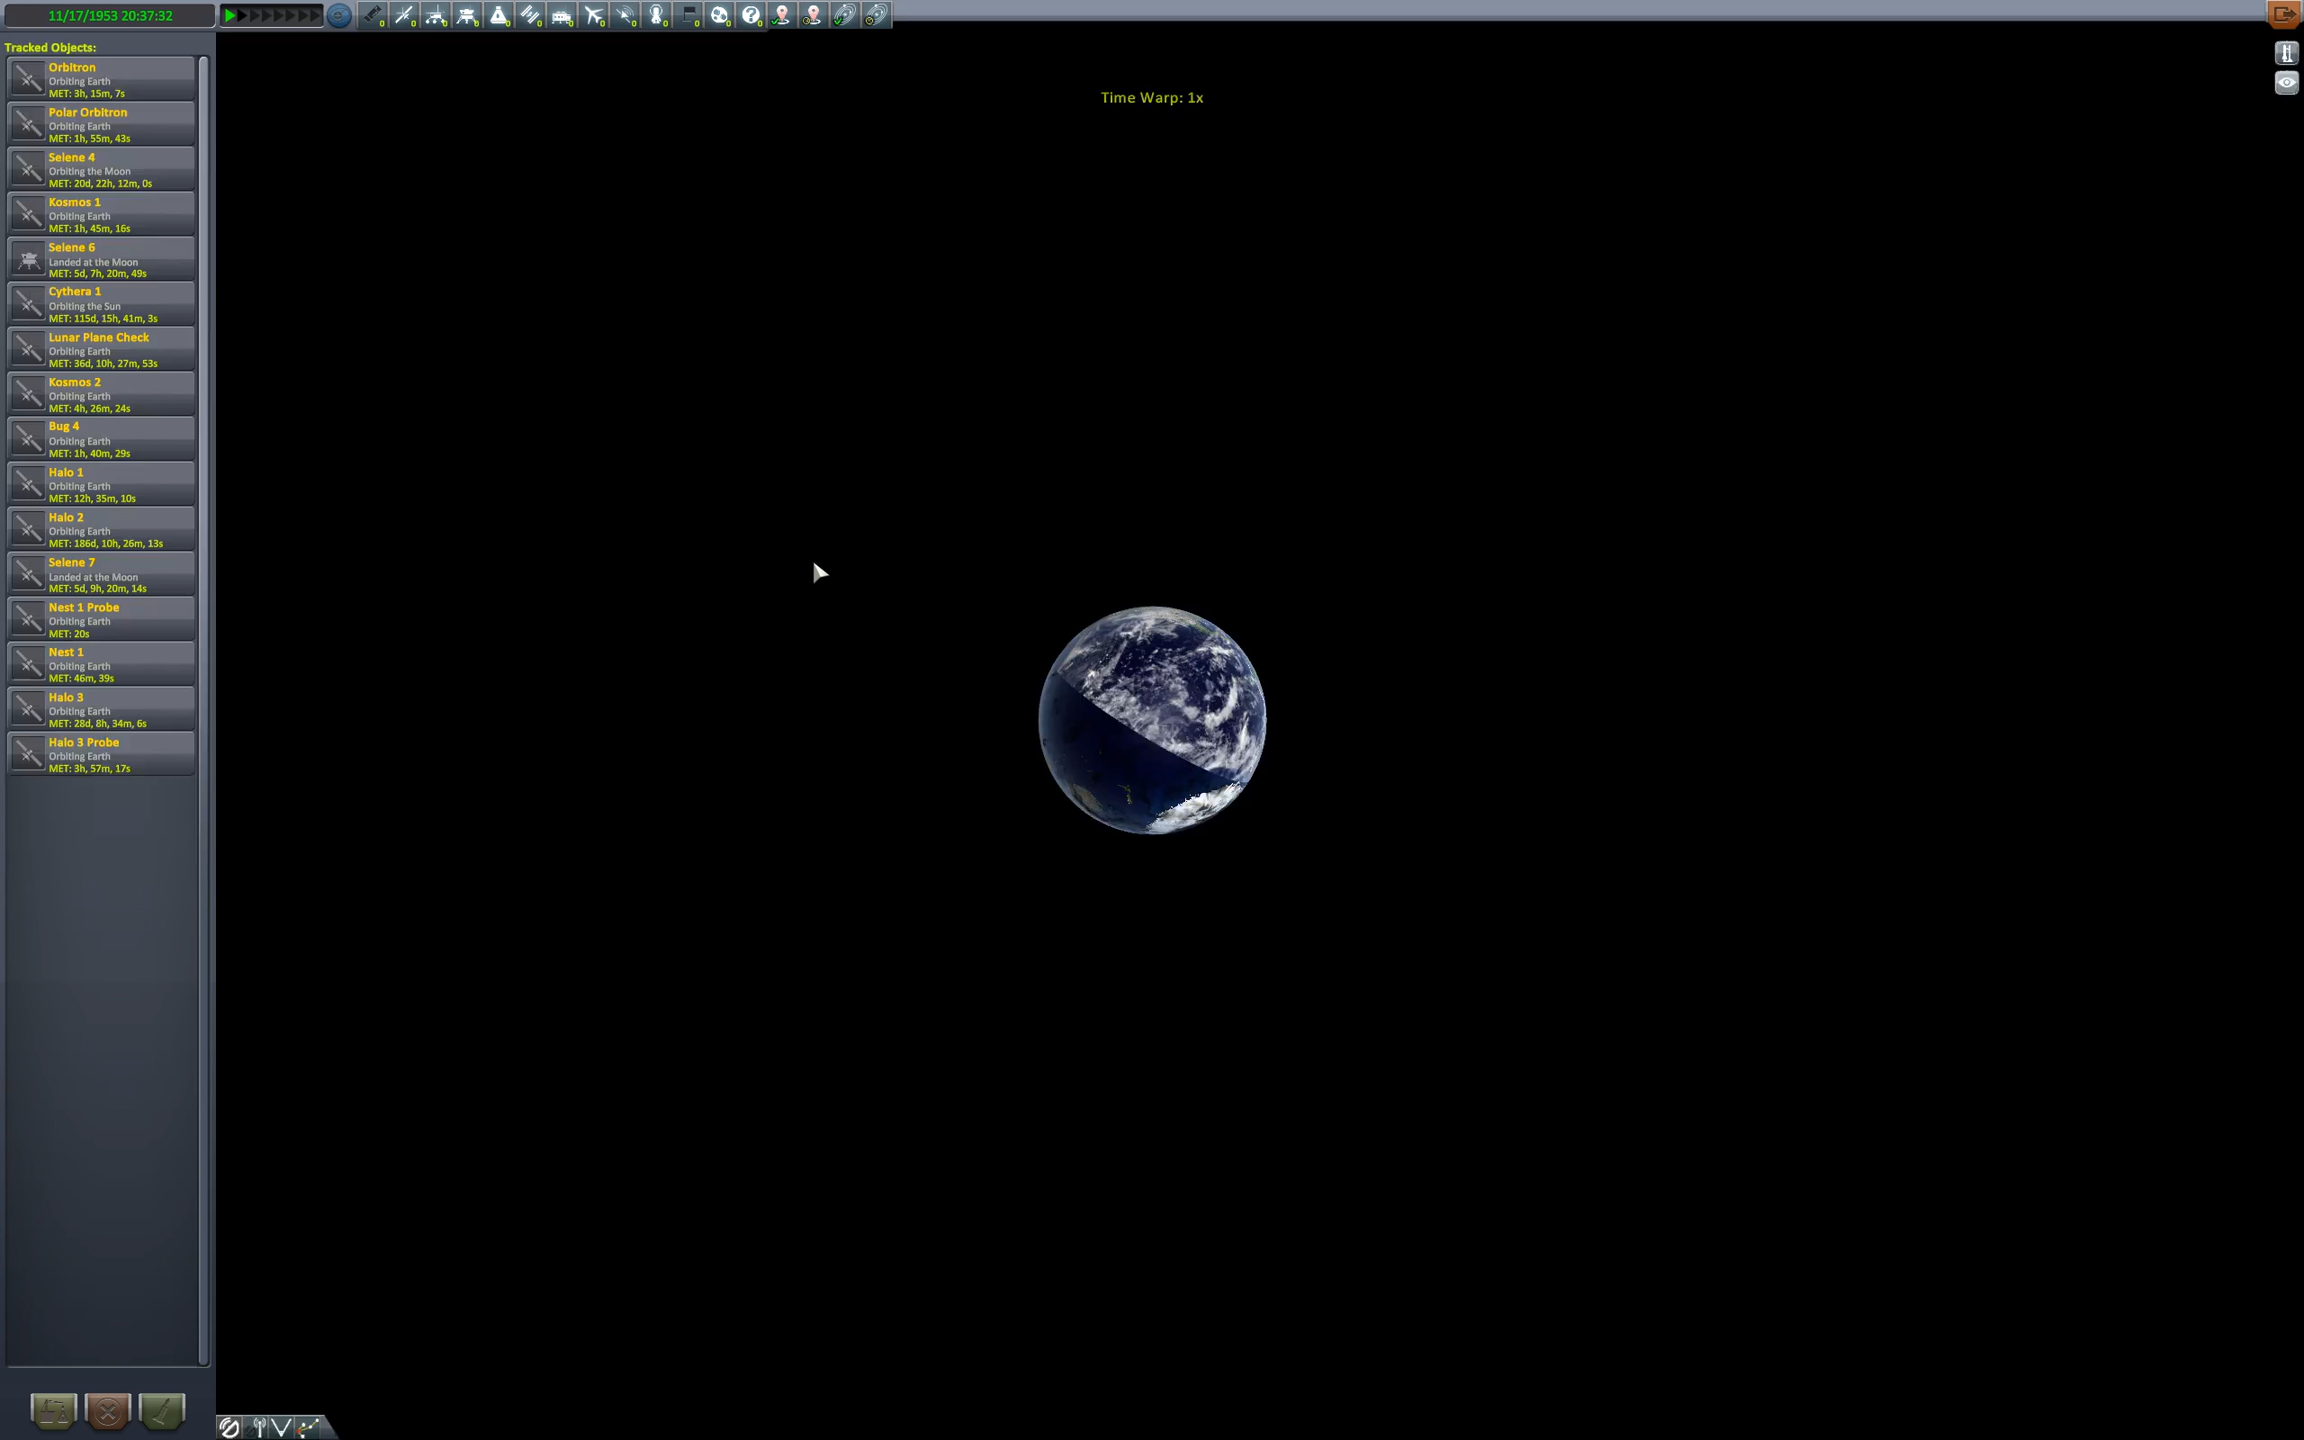 11/17/1953 20:37:32
Tracked Objects:
Time Warp: 1x
Orbitron
Orbiting Earth
MET: 3h, 15m, 7s
Polar Orbitron
Orbiting Earth
MET: 1h, 55m, 43s
Selene 4
Orbiting the Moon
MET: 20d, 22h, 12m, 0s
Kosmos 1
Orbiting Earth
MET: 1h, 45m, 16s
Selene 6
Landed at the Moon
MET: 5d, 7h, 20m, 49s
Cythera 1
Orbiting the Sun
MET: 115d, 15h, 41m, 3s
Lunar Plane Check
Orbiting Earth
MET: 36d, 10h, 27m, 53s
Kosmos 2
Orbiting Earth
MET: 4h, 26m, 24s
Bug 4
Orbiting Earth
MET: 1h, 40m, 29s
Halo 1
Orbiting Earth
MET: 12h, 35m, 10s
Halo 2
Orbiting Earth
MET: 186d, 10h, 26m, 13s
Selene 7
Landed at the Moon
MET: 5d, 9h, 20m, 14s
Nest 1 Probe
Orbiting Earth
MET: 20s
Nest 1
Orbiting Earth
MET: 46m, 39s
Halo 3
Orbiting Earth
MET: 28d, 8h, 34m, 6s
Halo 3 Probe
Orbiting Earth
MET: 3h, 57m, 17s